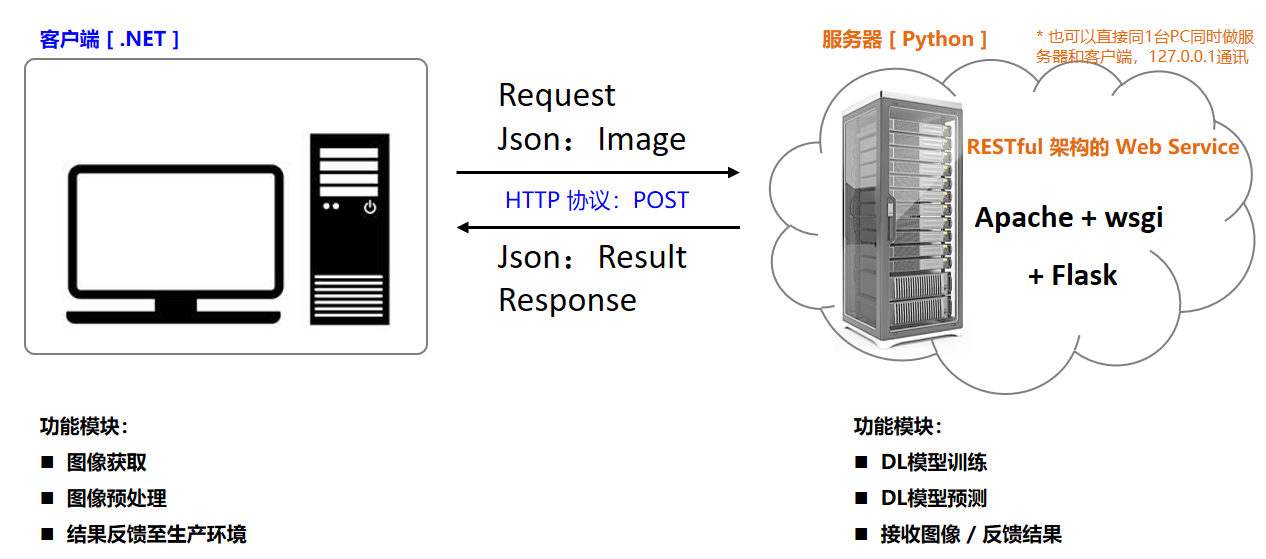 客户端 [ .NET ]
服务器 [ Python ]
* 也可以直接同1台PC同时做服
务器和客户端，127.0.0.1通讯
Request
Json：Image
HTTP 协议：POST
Json：Result
Response
RESTful 架构的 Web Service
Apache + wsgi
+ Flask
功能模块：
■ 图像获取
■ 图像预处理
■ 结果反馈至生产环境
功能模块：
■ DL模型训练
■ DL模型预测
■ 接收图像 / 反馈结果